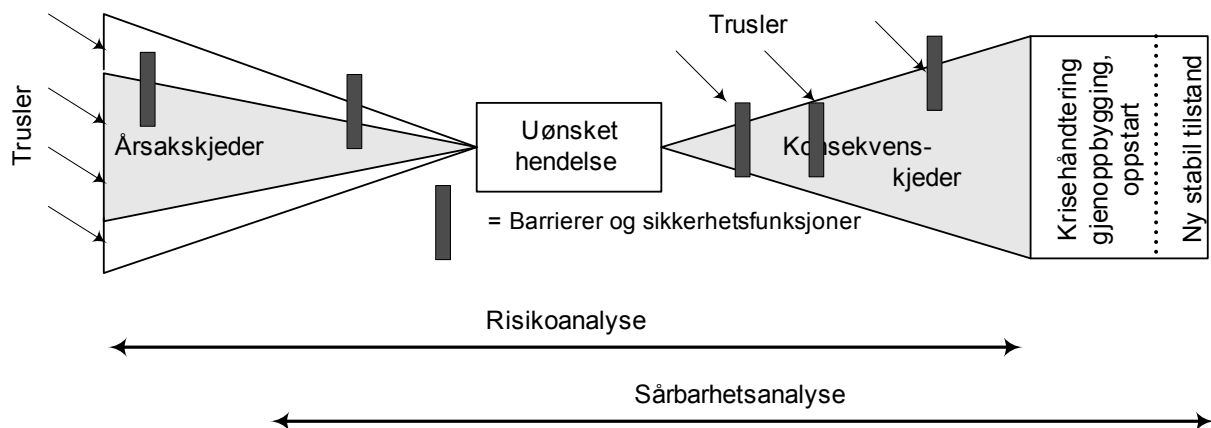 Trusler
Årsakskjeder
Uønsket
hendelse
= Barrierer og sikkerhetsfunksjoner
Trusler
Konsekvens-
kjeder
Krisehåndtering
gjenoppbygging,
oppstart
Ny stabil tilstand
Risikoanalyse
Sårbarhetsanalyse